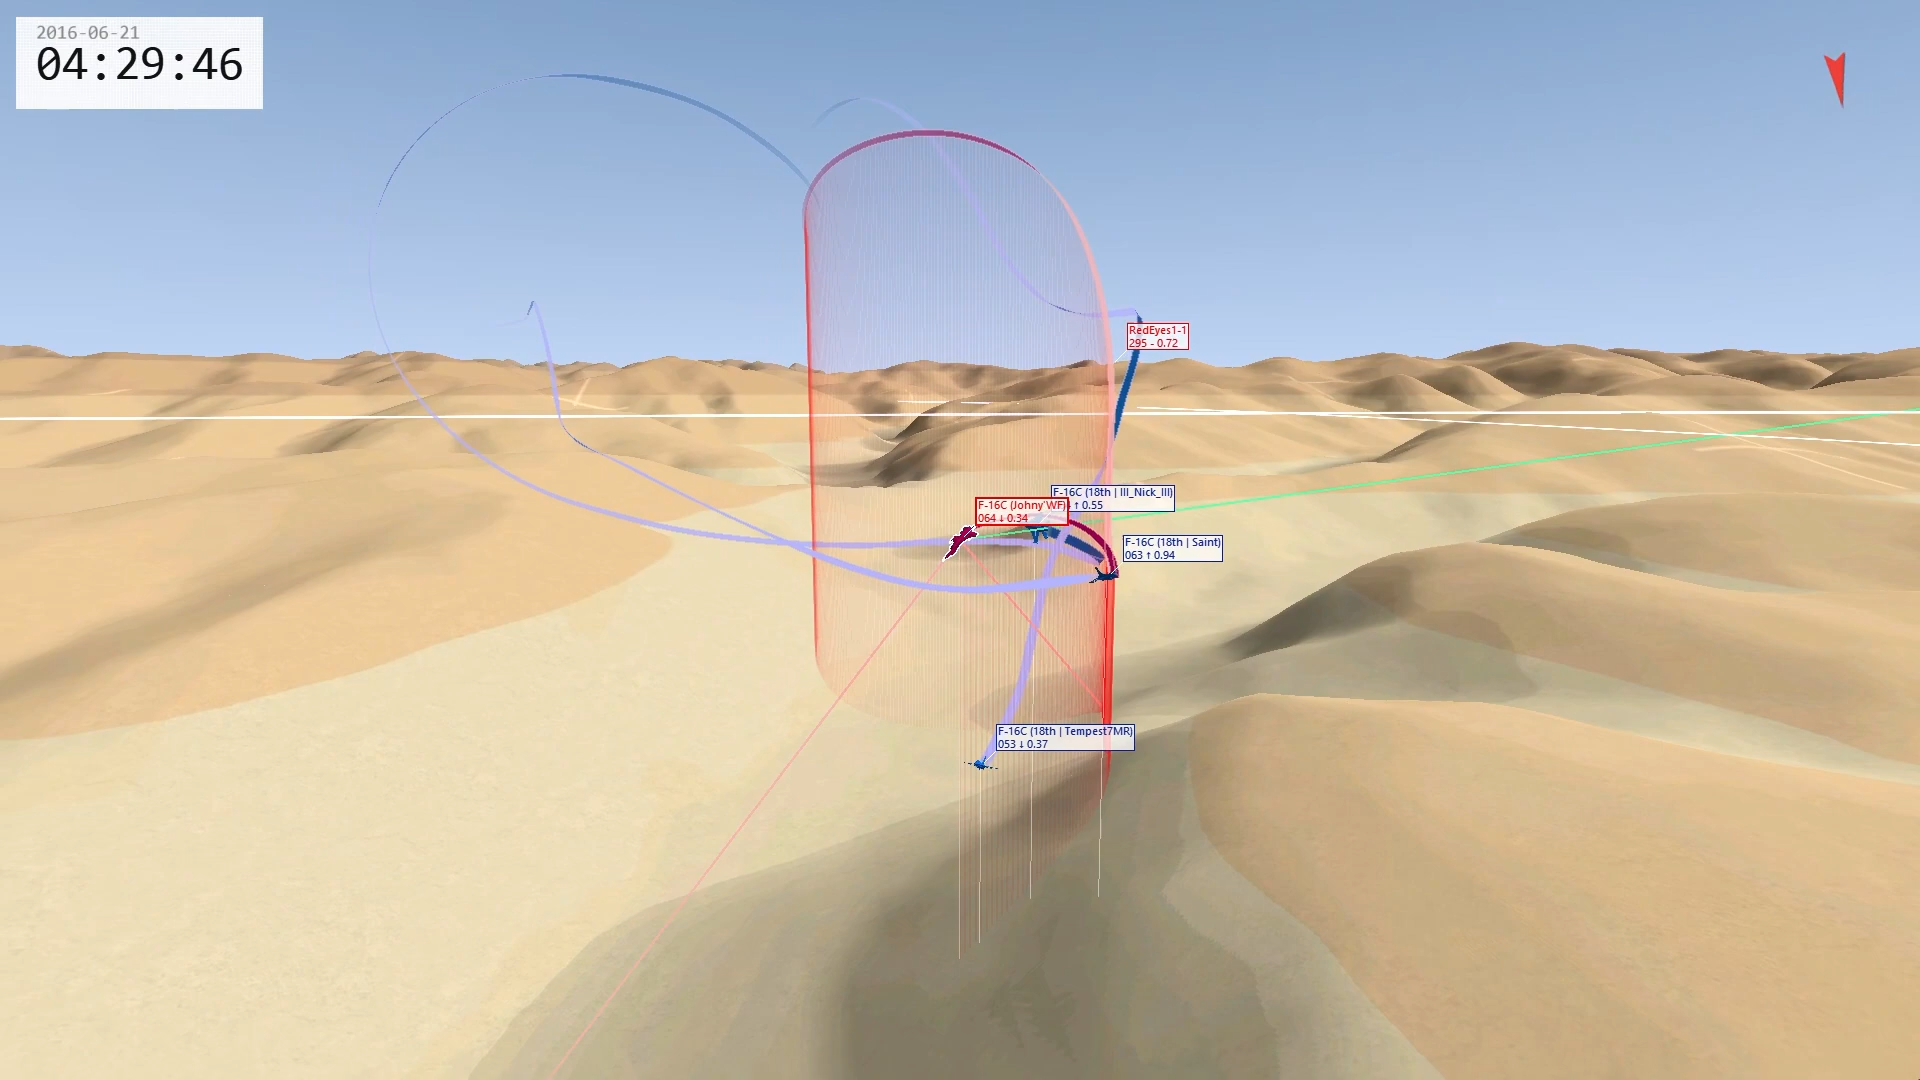 2016-06-21
04:29:46
RedEyes1-1
295 - 0.72
F-16C (18th | III_Nick_III)
↑ 0.55
F-16C (Johny'WF)
064 ↓ 0.34
F-16C (18th | Saint)
063 ↑ 0.94
F-16C (18th | Tempest7MR)
053 ↓ 0.37